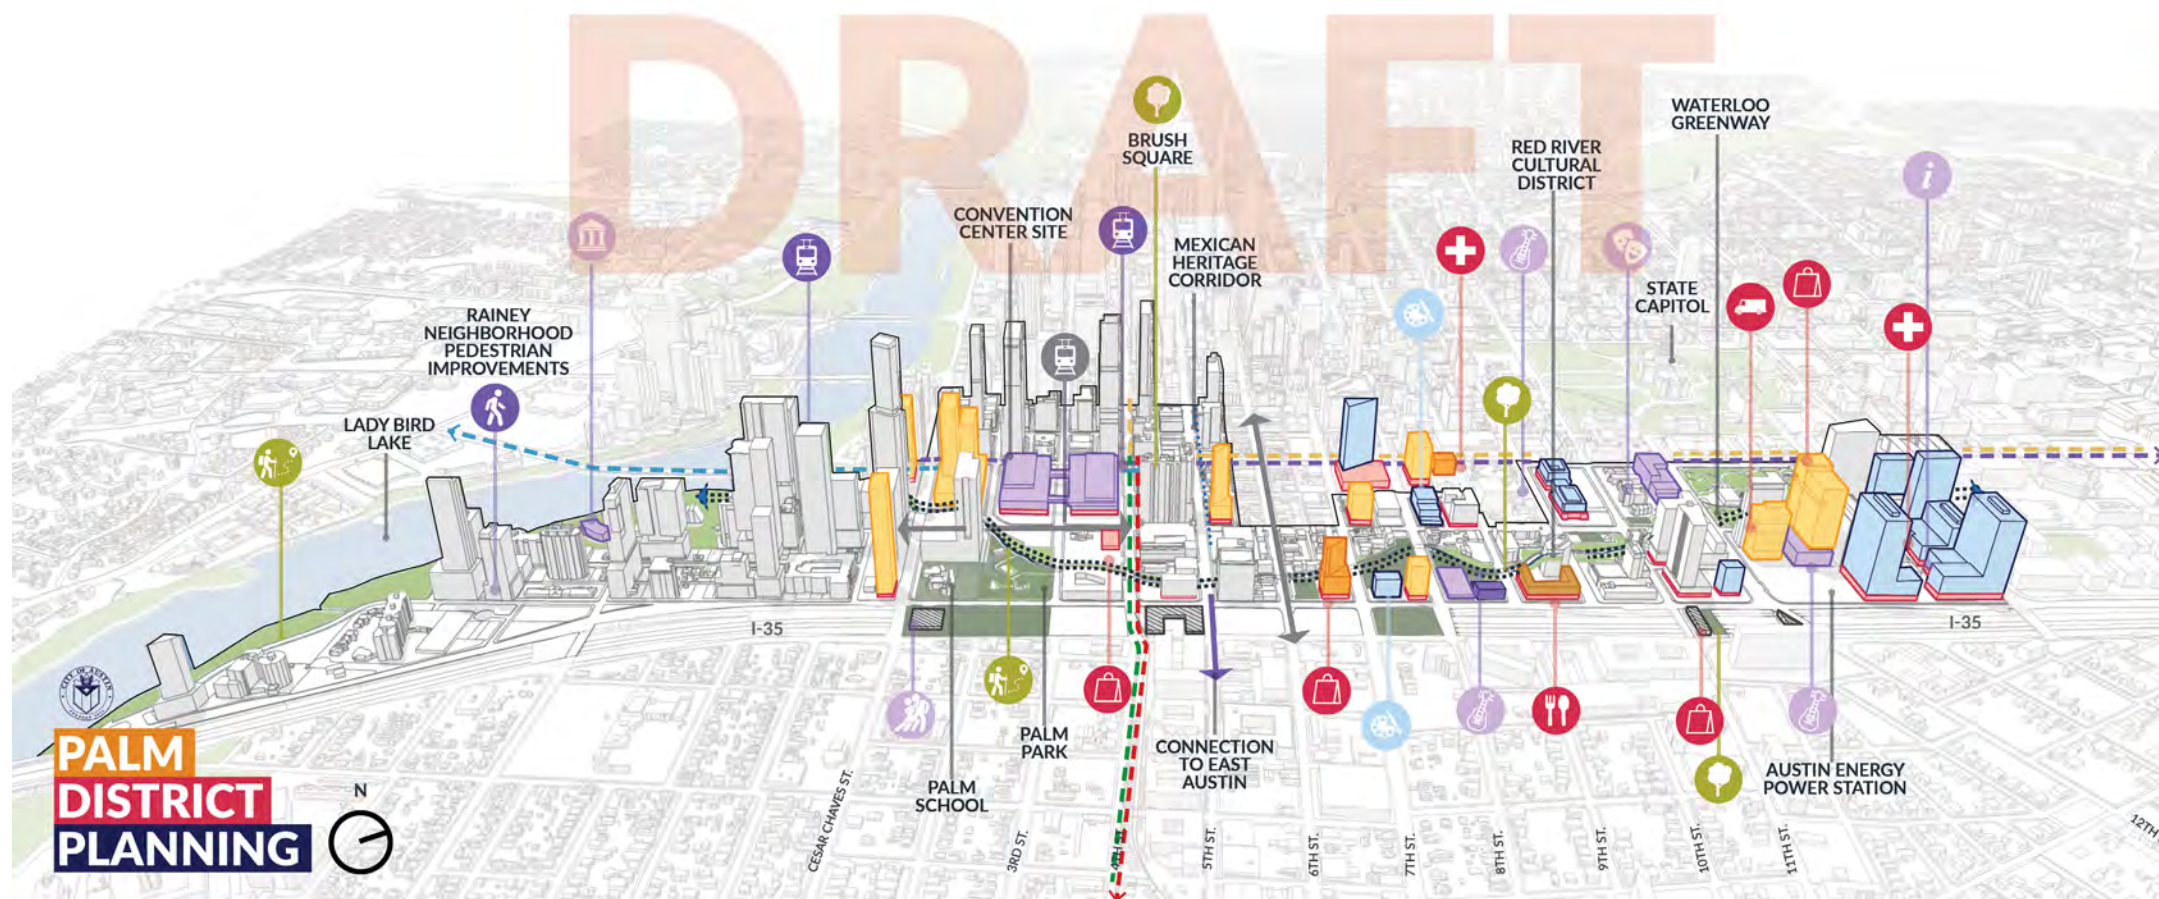 DRAFT
BRUSH
SQUARE
WATERLOO
GREENWAY
RED RIVER
CULTURAL
DISTRICT
CONVENTION
CENTER SITE
MEXICAN
HERITAGE
CORRIDOR
STATE
CAPITOL
RAINEY
NEIGHBORHOOD
PEDESTRIAN
IMPROVEMENTS
LADY BIRD
LAKE
i
I-35
I-35
CITY OF AUSTIN
PALM
DISTRICT
PLANNING
N
PALM
PARK
PALM
SCHOOL
CONNECTION
TO EAST
AUSTIN
AUSTIN ENERGY
POWER STATION
CESAR CHAVES ST.
3RD ST.
4TH ST.
5TH ST.
6TH ST.
7TH ST.
8TH ST.
9TH ST.
10TH ST.
11TH ST.
12TH